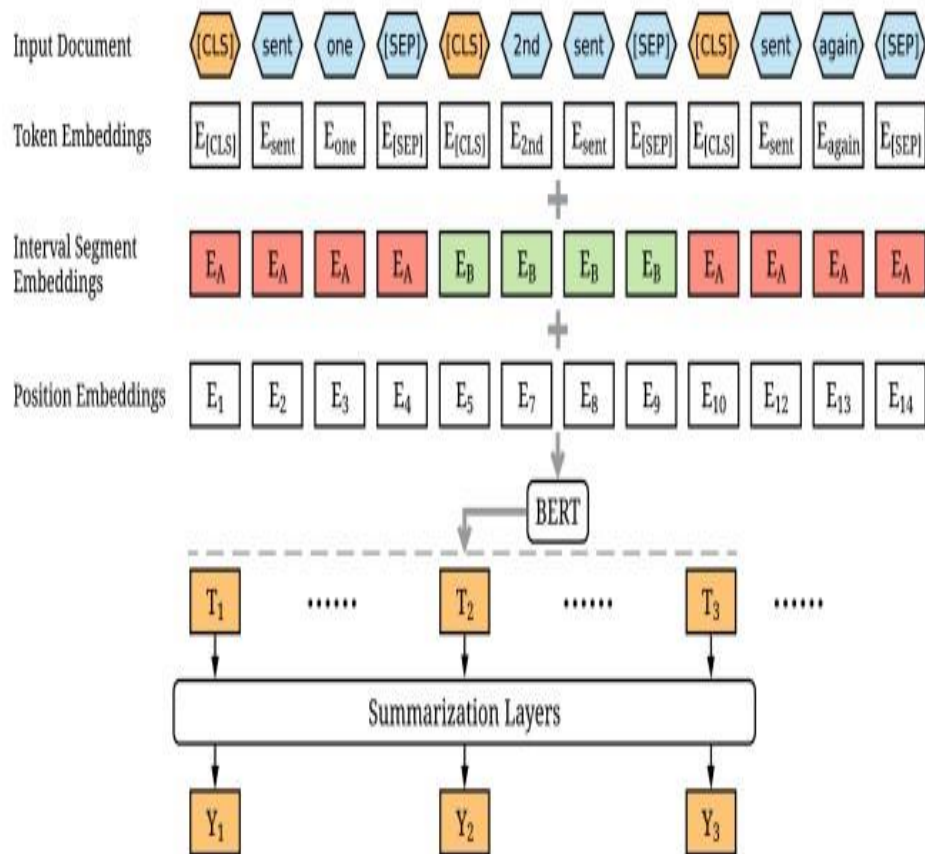 Input Document [CLS] sent one [SEP] [CLS] 2nd sent [SEP] [CLS] sent again [SEP]
Token Embeddings E[CLS] Esent Eone E[SEP] E[CLS] E2nd Esent E[SEP] E[CLS] Esent Eagain E[SEP]
+
Interval Segment
Embeddings EA EA EA EA EB EB EB EB EA EA EA EA
+
Position Embeddings E1 E2 E3 E4 E5 E7 E8 E9 E10 E12 E13 E14
BERT
T1 ...... T2 ...... T3 ......
Summarization Layers
Y1 Y2 Y3